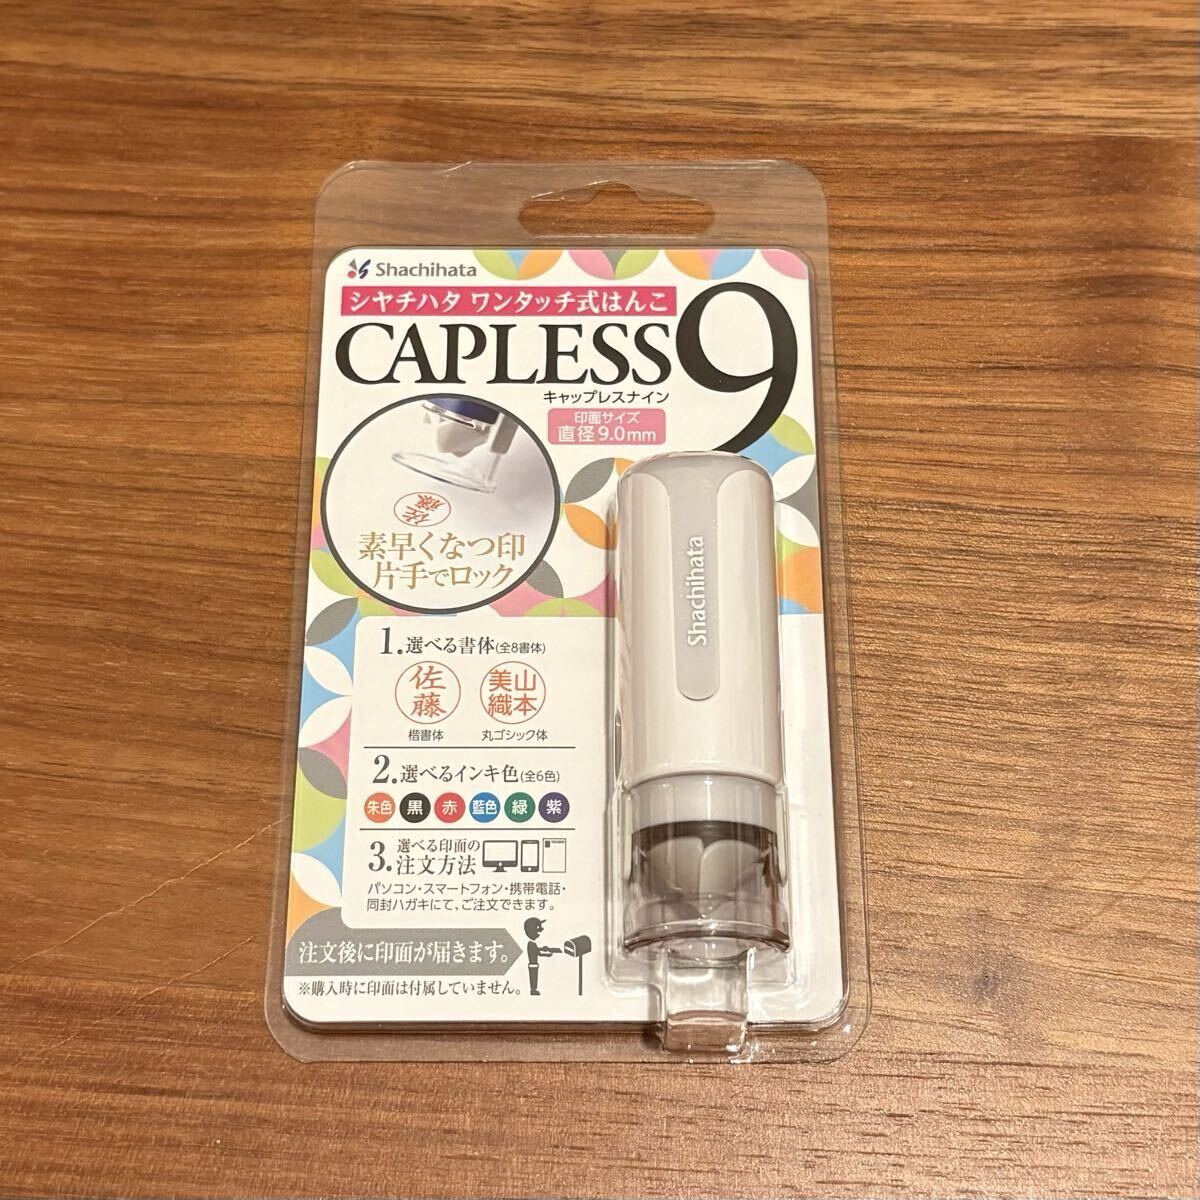 Shachihata
シヤチハタ ワンタッチ式はんこ
CAPLESS9
キャップレスナイン
印面サイズ
直径9.0mm
佐藤
素早くなつ印
片手でロック
Shachihata
1.選べる書体(全8書体)
佐藤
美山
織本
楷書体
丸ゴシック体
2.選べるインキ色(全6色)
朱色 黒 赤 藍色 緑 紫
3.選べる印面の
注文方法
パソコン・スマートフォン・携帯電話・
同封ハガキにて、ご注文できます。
注文後に印面が届きます。
※購入時に印面は付属していません。